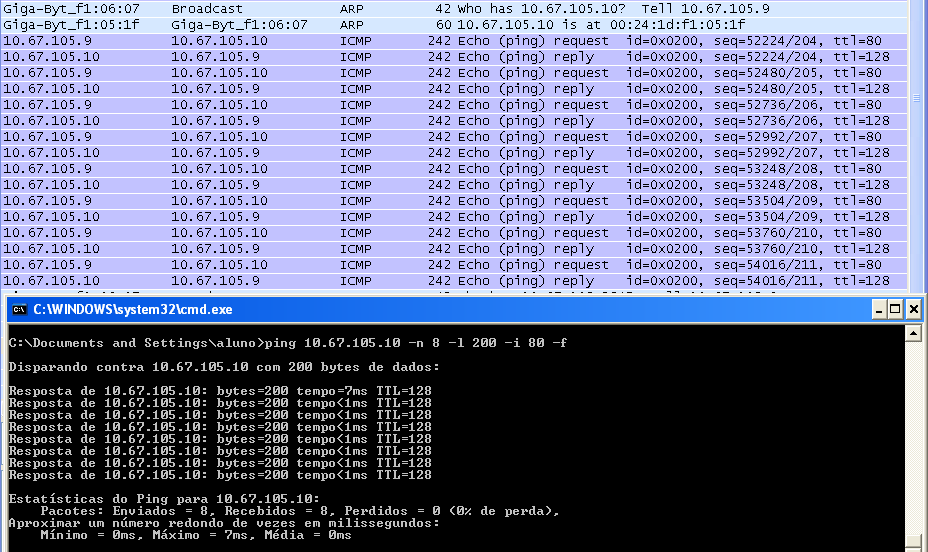 Giga-Byt_f1:06:07 Broadcast ARP 42 Who has 10.67.105.10? Tell 10.67.105.9
Giga-Byt_f1:05:1f Giga-Byt_f1:06:07 ARP 60 10.67.105.10 is at 00:24:1d:f1:05:1f
10.67.105.9 10.67.105.10 ICMP 242 Echo (ping) request id=0x0200, seq=52224/204, ttl=80
10.67.105.10 10.67.105.9 ICMP 242 Echo (ping) reply id=0x0200, seq=52224/204, ttl=128
10.67.105.9 10.67.105.10 ICMP 242 Echo (ping) request id=0x0200, seq=52480/205, ttl=80
10.67.105.10 10.67.105.9 ICMP 242 Echo (ping) reply id=0x0200, seq=52480/205, ttl=128
10.67.105.9 10.67.105.10 ICMP 242 Echo (ping) request id=0x0200, seq=52736/206, ttl=80
10.67.105.10 10.67.105.9 ICMP 242 Echo (ping) reply id=0x0200, seq=52736/206, ttl=128
10.67.105.9 10.67.105.10 ICMP 242 Echo (ping) request id=0x0200, seq=52992/207, ttl=80
10.67.105.10 10.67.105.9 ICMP 242 Echo (ping) reply id=0x0200, seq=52992/207, ttl=128
10.67.105.9 10.67.105.10 ICMP 242 Echo (ping) request id=0x0200, seq=53248/208, ttl=80
10.67.105.10 10.67.105.9 ICMP 242 Echo (ping) reply id=0x0200, seq=53248/208, ttl=128
10.67.105.9 10.67.105.10 ICMP 242 Echo (ping) request id=0x0200, seq=53504/209, ttl=80
10.67.105.10 10.67.105.9 ICMP 242 Echo (ping) reply id=0x0200, seq=53504/209, ttl=128
10.67.105.9 10.67.105.10 ICMP 242 Echo (ping) request id=0x0200, seq=53760/210, ttl=80
10.67.105.10 10.67.105.9 ICMP 242 Echo (ping) reply id=0x0200, seq=53760/210, ttl=128
10.67.105.9 10.67.105.10 ICMP 242 Echo (ping) request id=0x0200, seq=54016/211, ttl=80
10.67.105.10 10.67.105.9 ICMP 242 Echo (ping) reply id=0x0200, seq=54016/211, ttl=128
C:\WINDOWS\system32\cmd.exe
C:\Documents and Settings\aluno>ping 10.67.105.10 -n 8 -l 200 -i 80 -f
Disparando contra 10.67.105.10 com 200 bytes de dados:
Resposta de 10.67.105.10: bytes=200 tempo=7ms TTL=128
Resposta de 10.67.105.10: bytes=200 tempo<1ms TTL=128
Resposta de 10.67.105.10: bytes=200 tempo<1ms TTL=128
Resposta de 10.67.105.10: bytes=200 tempo<1ms TTL=128
Resposta de 10.67.105.10: bytes=200 tempo<1ms TTL=128
Resposta de 10.67.105.10: bytes=200 tempo<1ms TTL=128
Resposta de 10.67.105.10: bytes=200 tempo<1ms TTL=128
Resposta de 10.67.105.10: bytes=200 tempo<1ms TTL=128
Estatísticas do Ping para 10.67.105.10:
Pacotes: Enviados = 8, Recebidos = 8, Perdidos = 0 (0% de perda),
Aproximar um número redondo de vezes em milissegundos:
Mínimo = 0ms, Máximo = 7ms, Média = 0ms